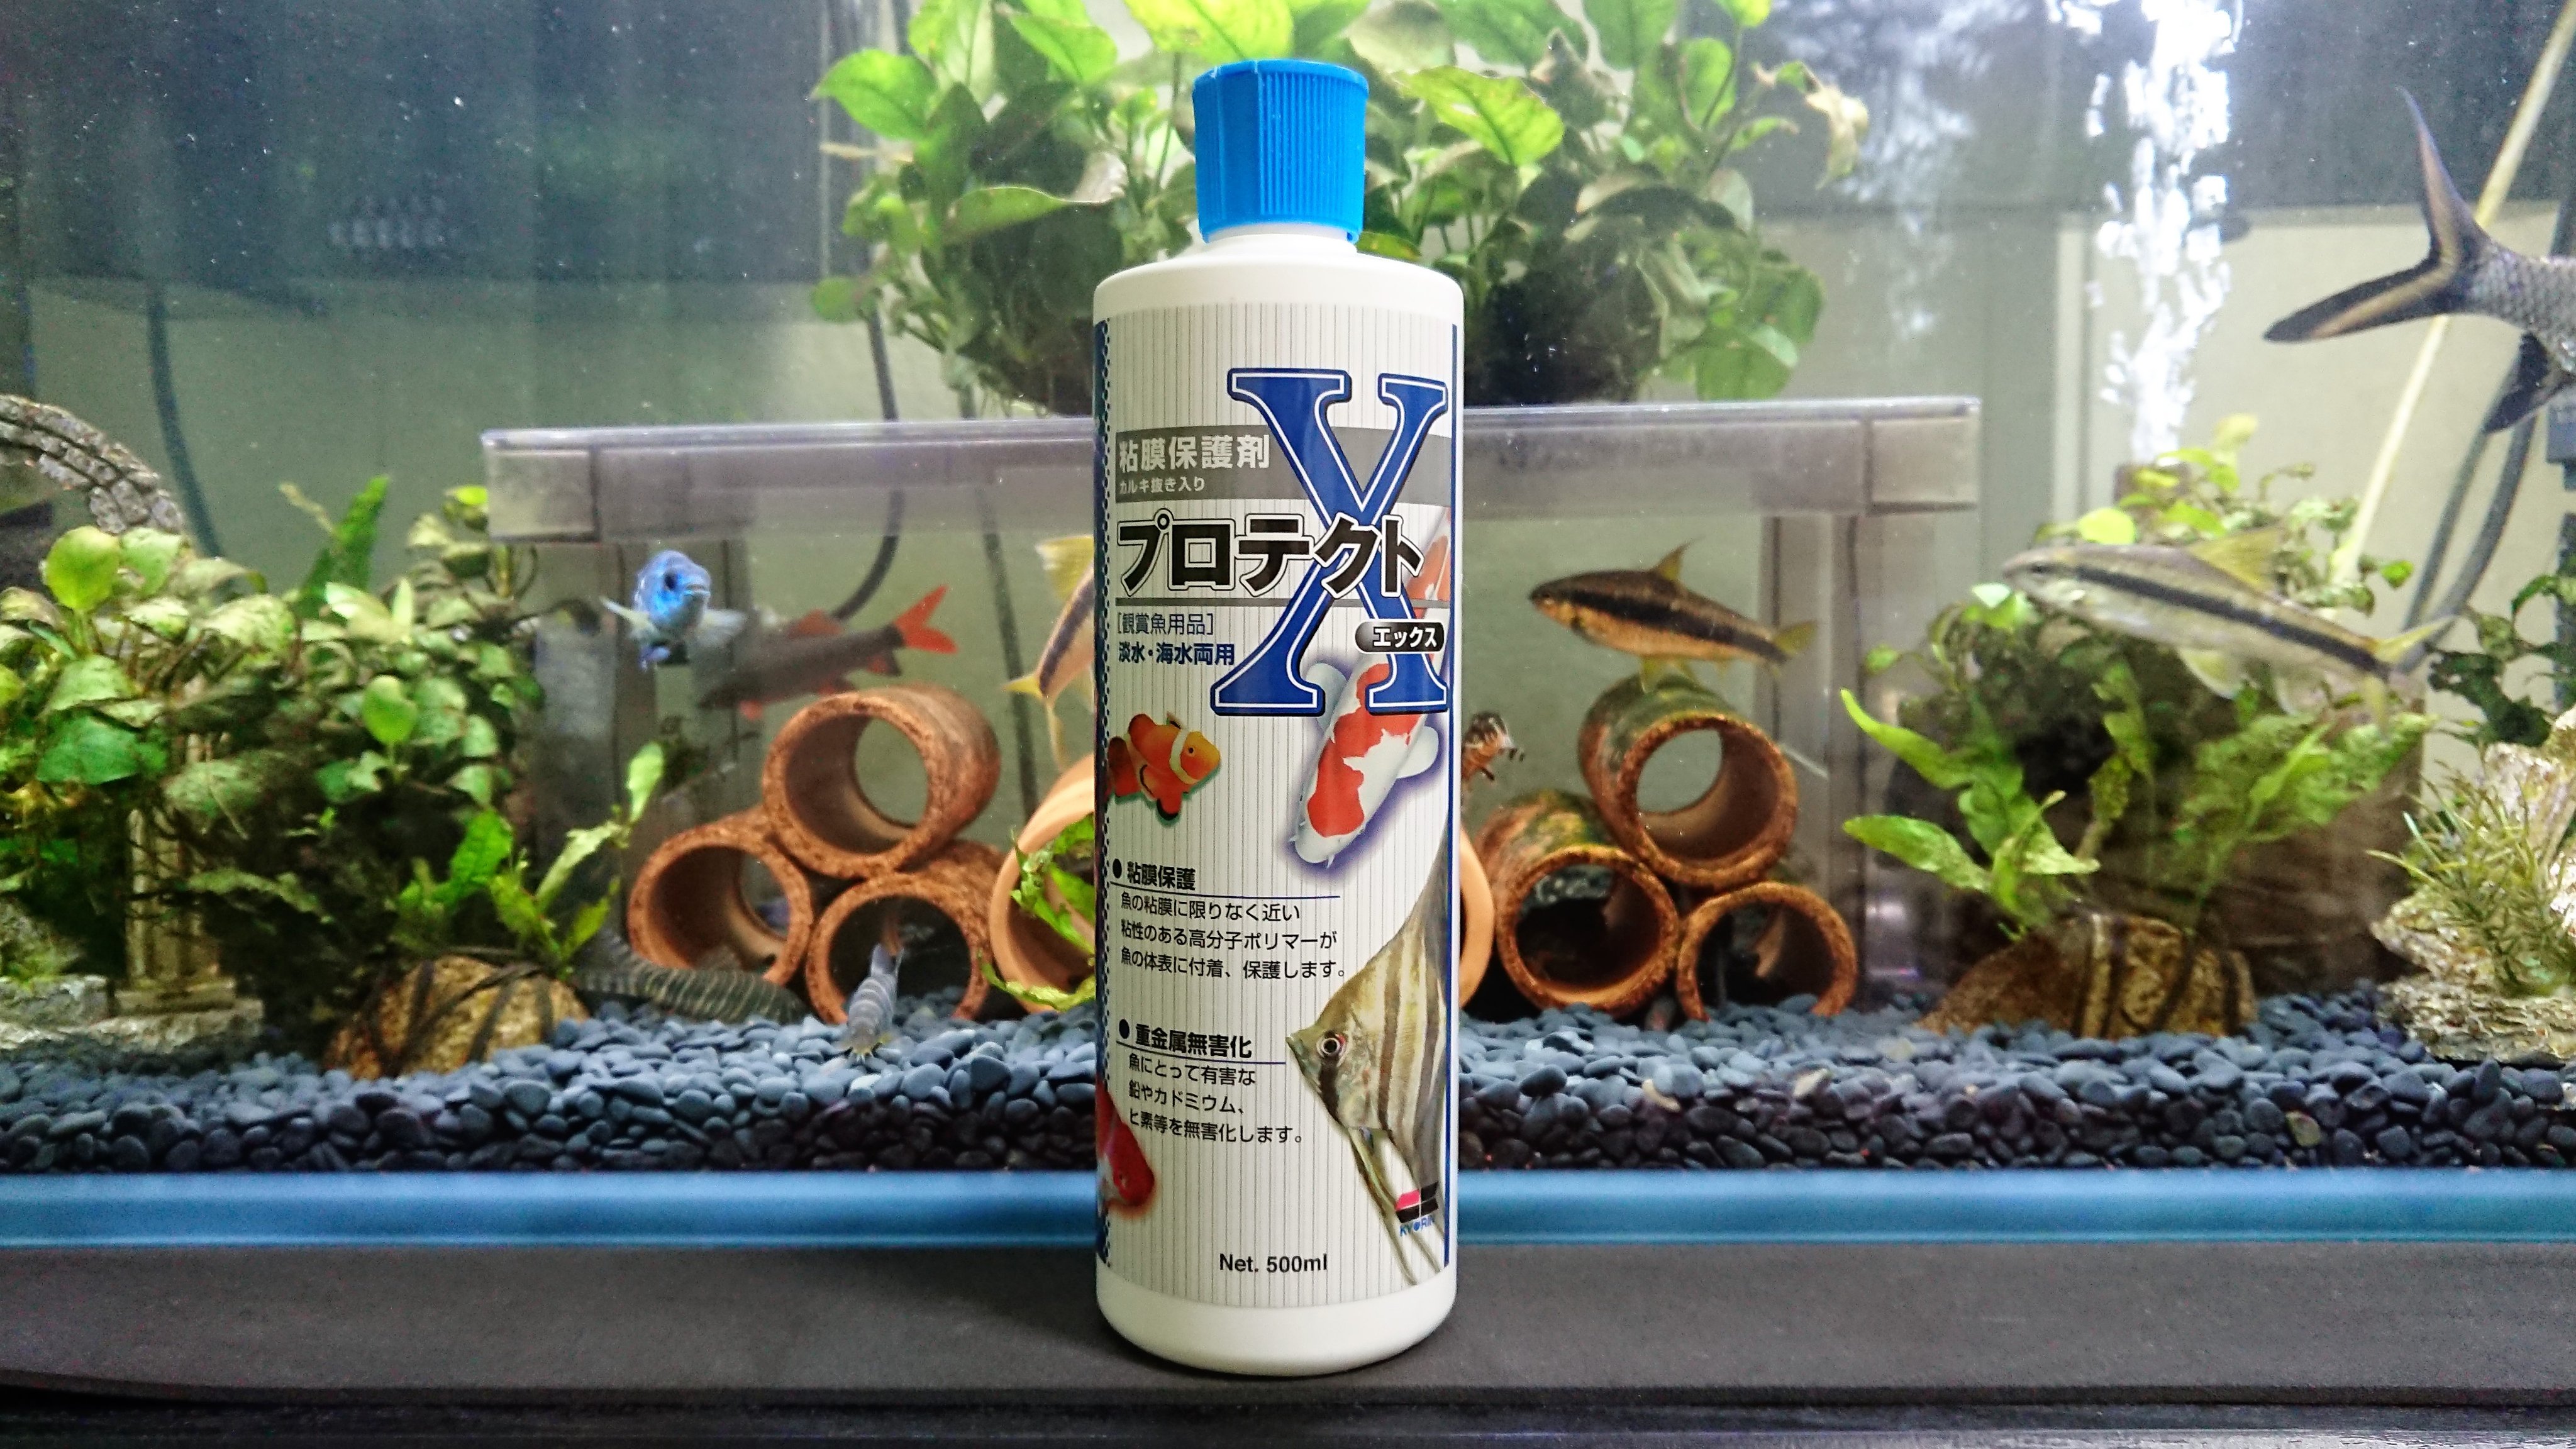 X
粘膜保護剤
カルキ抜き入り
プロテクト
エックス
[観賞魚用品]
淡水・海水両用
● 粘膜保護
魚の粘膜に限りなく近い
粘性のある高分子ポリマーが
魚の体表に付着、保護します。
● 重金属無害化
魚にとって有害な
鉛やカドミウム、
ヒ素等を無害化します。
KYORIN
Net. 500ml